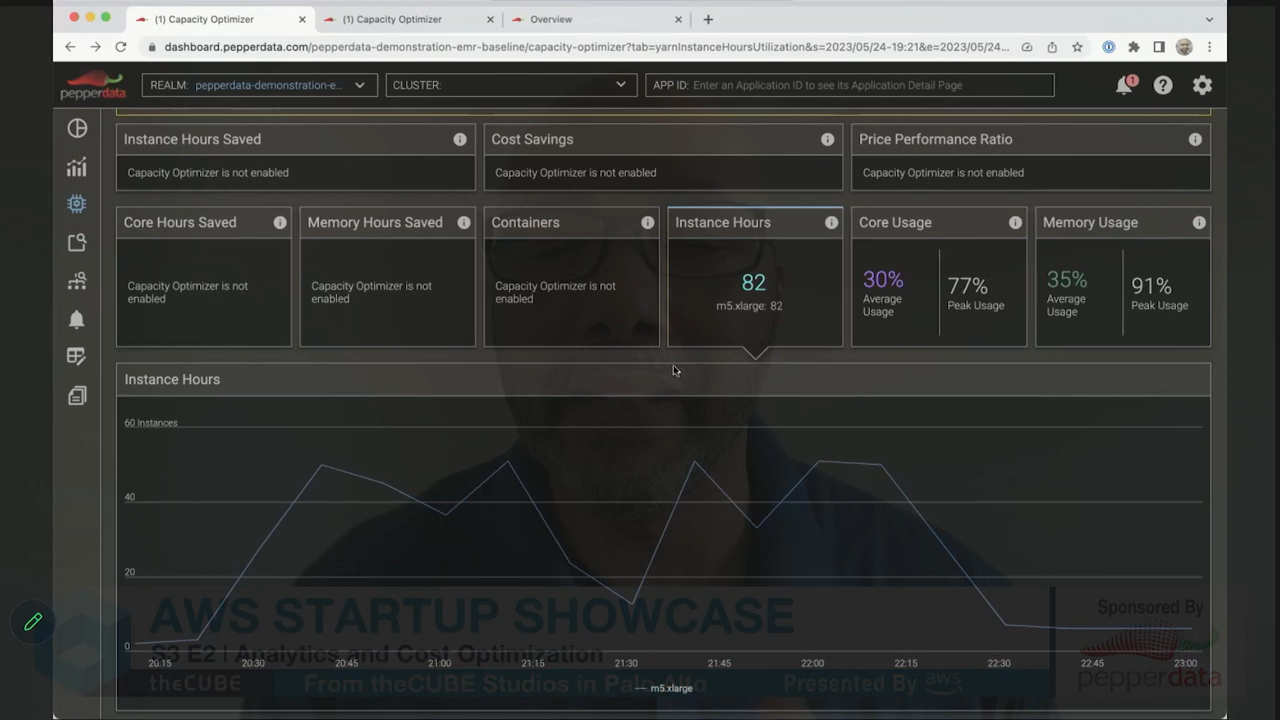 (1) Capacity Optimizer
(1) Capacity Optimizer
Overview
dashboard.pepperdata.com/pepperdata-demonstration-emr-baseline/capacity-optimizer?tab=yarnInstanceHoursUtilization&s=2023/05/24-19:21&e=2023/05/24...
pepperdata
REALM: pepperdata-demonstration-e...
CLUSTER:
APP ID: Enter an Application ID to see its Application Detail Page
1
Instance Hours Saved
Cost Savings
Price Performance Ratio
Capacity Optimizer is not enabled
Capacity Optimizer is not enabled
Capacity Optimizer is not enabled
Core Hours Saved
Memory Hours Saved
Containers
Instance Hours
Core Usage
Memory Usage
Capacity Optimizer is not
enabled
Capacity Optimizer is not
enabled
Capacity Optimizer is not
enabled
82
m5.xlarge: 82
30%
Average
Usage
77%
Peak Usage
35%
Average
Usage
91%
Peak Usage
Instance Hours
60 Instances
40
20
0
20:15 20:30 20:45 21:00 21:15 21:30 21:45 22:00 22:15 22:30 22:45 23:00
m5.xlarge
AWS STARTUP SHOWCASE
S3 E2 | Analytics and Cost Optimization
theCUBE
From theCUBE Studios in Palo Alto
Presented By aws
Sponsored By
pepperdata